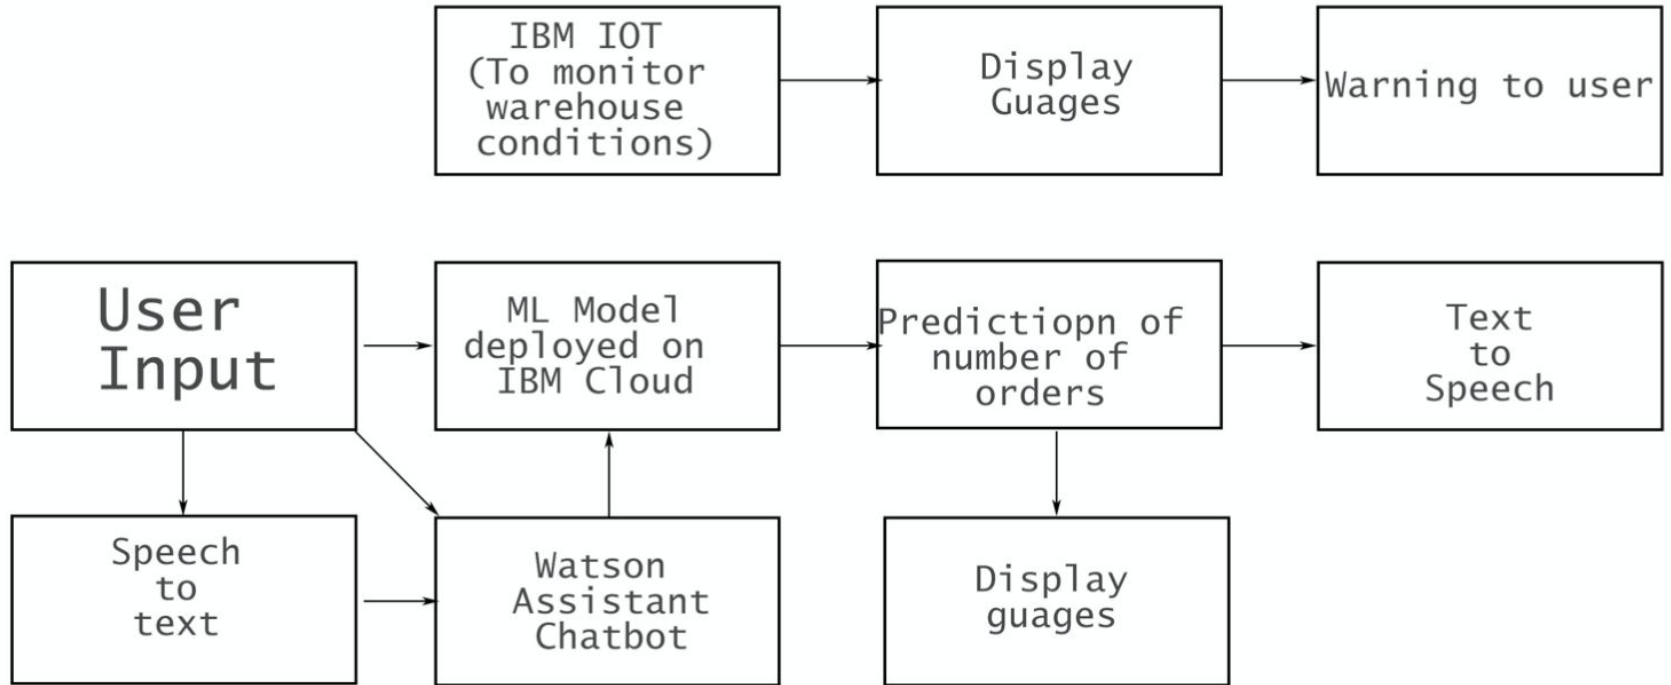 IBM IOT
(To monitor
warehouse
conditions)
Display
Guages
Warning to user
User
Input
ML Model
deployed on
IBM Cloud
Predictiopn of
number of
orders
Text
to
Speech
Speech
to
text
Watson
Assistant
Chatbot
Display
guages